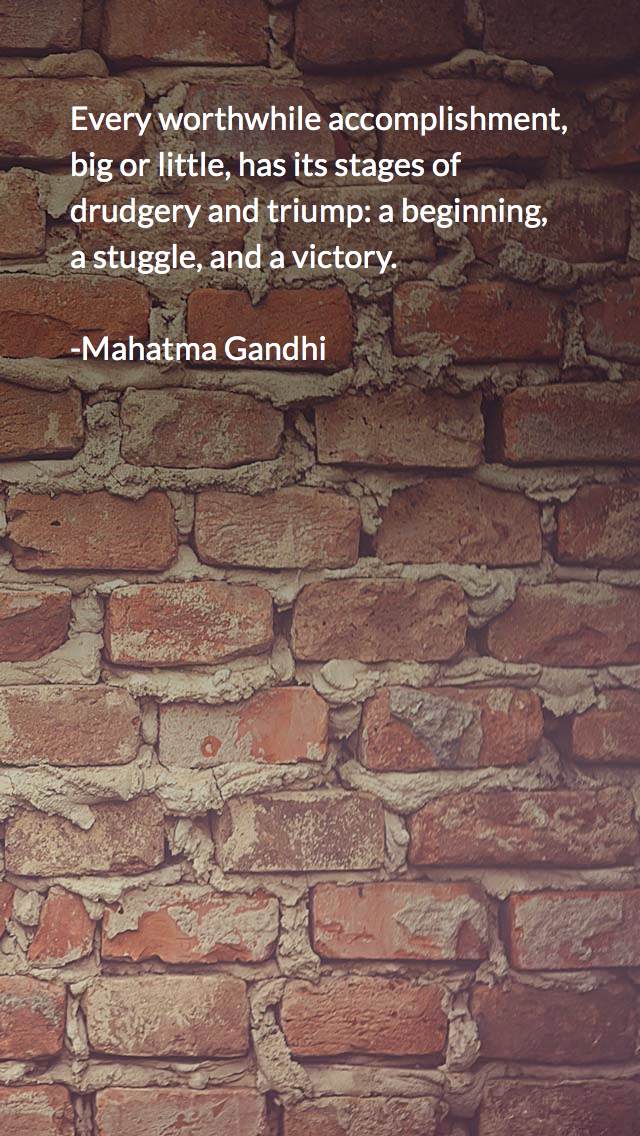 Every worthwhile accomplishment,
big or little, has its stages of
drudgery and triump: a beginning,
a stuggle, and a victory.
-Mahatma Gandhi